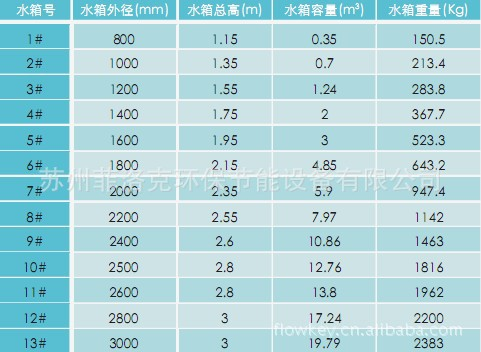 水箱号 水箱外径(mm) 水箱总高(m) 水箱容量(m³) 水箱重量(Kg)
1# 800 1.15 0.35 150.5
2# 1000 1.35 0.7 213.4
3# 1200 1.55 1.24 283.8
4# 1400 1.75 2 367.7
5# 1600 1.95 3 523.3
6# 1800 2.15 4.85 643.2
苏州菲洛克环保节能设备有限公司
7# 2000 2.35 5.9 947.4
8# 2200 2.55 7.97 1142
9# 2400 2.6 10.86 1463
10# 2500 2.8 12.76 1816
11# 2600 2.8 13.8 1962
12# 2800 3 17.24 2200
flowkey.cn.alibaba.com
13# 3000 3 19.79 2383